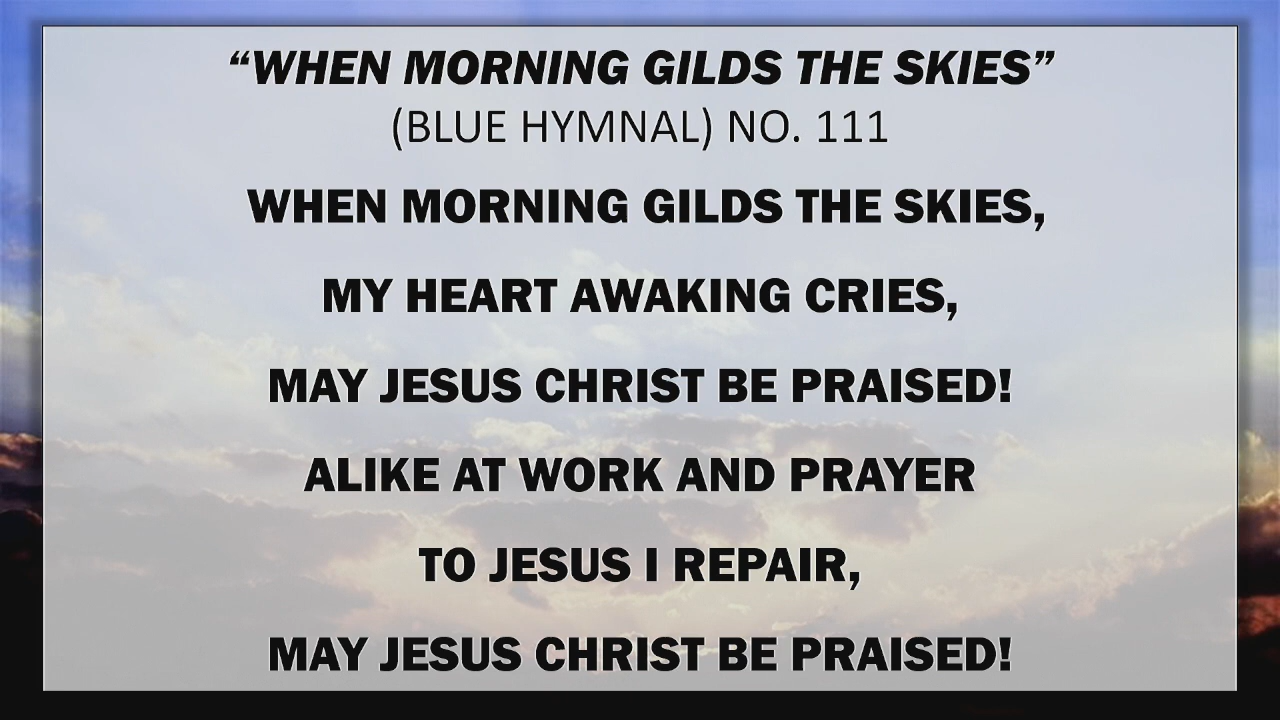 “WHEN MORNING GILDS THE SKIES”
(BLUE HYMNAL) NO. 111
WHEN MORNING GILDS THE SKIES,
MY HEART AWAKING CRIES,
MAY JESUS CHRIST BE PRAISED!
ALIKE AT WORK AND PRAYER
TO JESUS I REPAIR,
MAY JESUS CHRIST BE PRAISED!